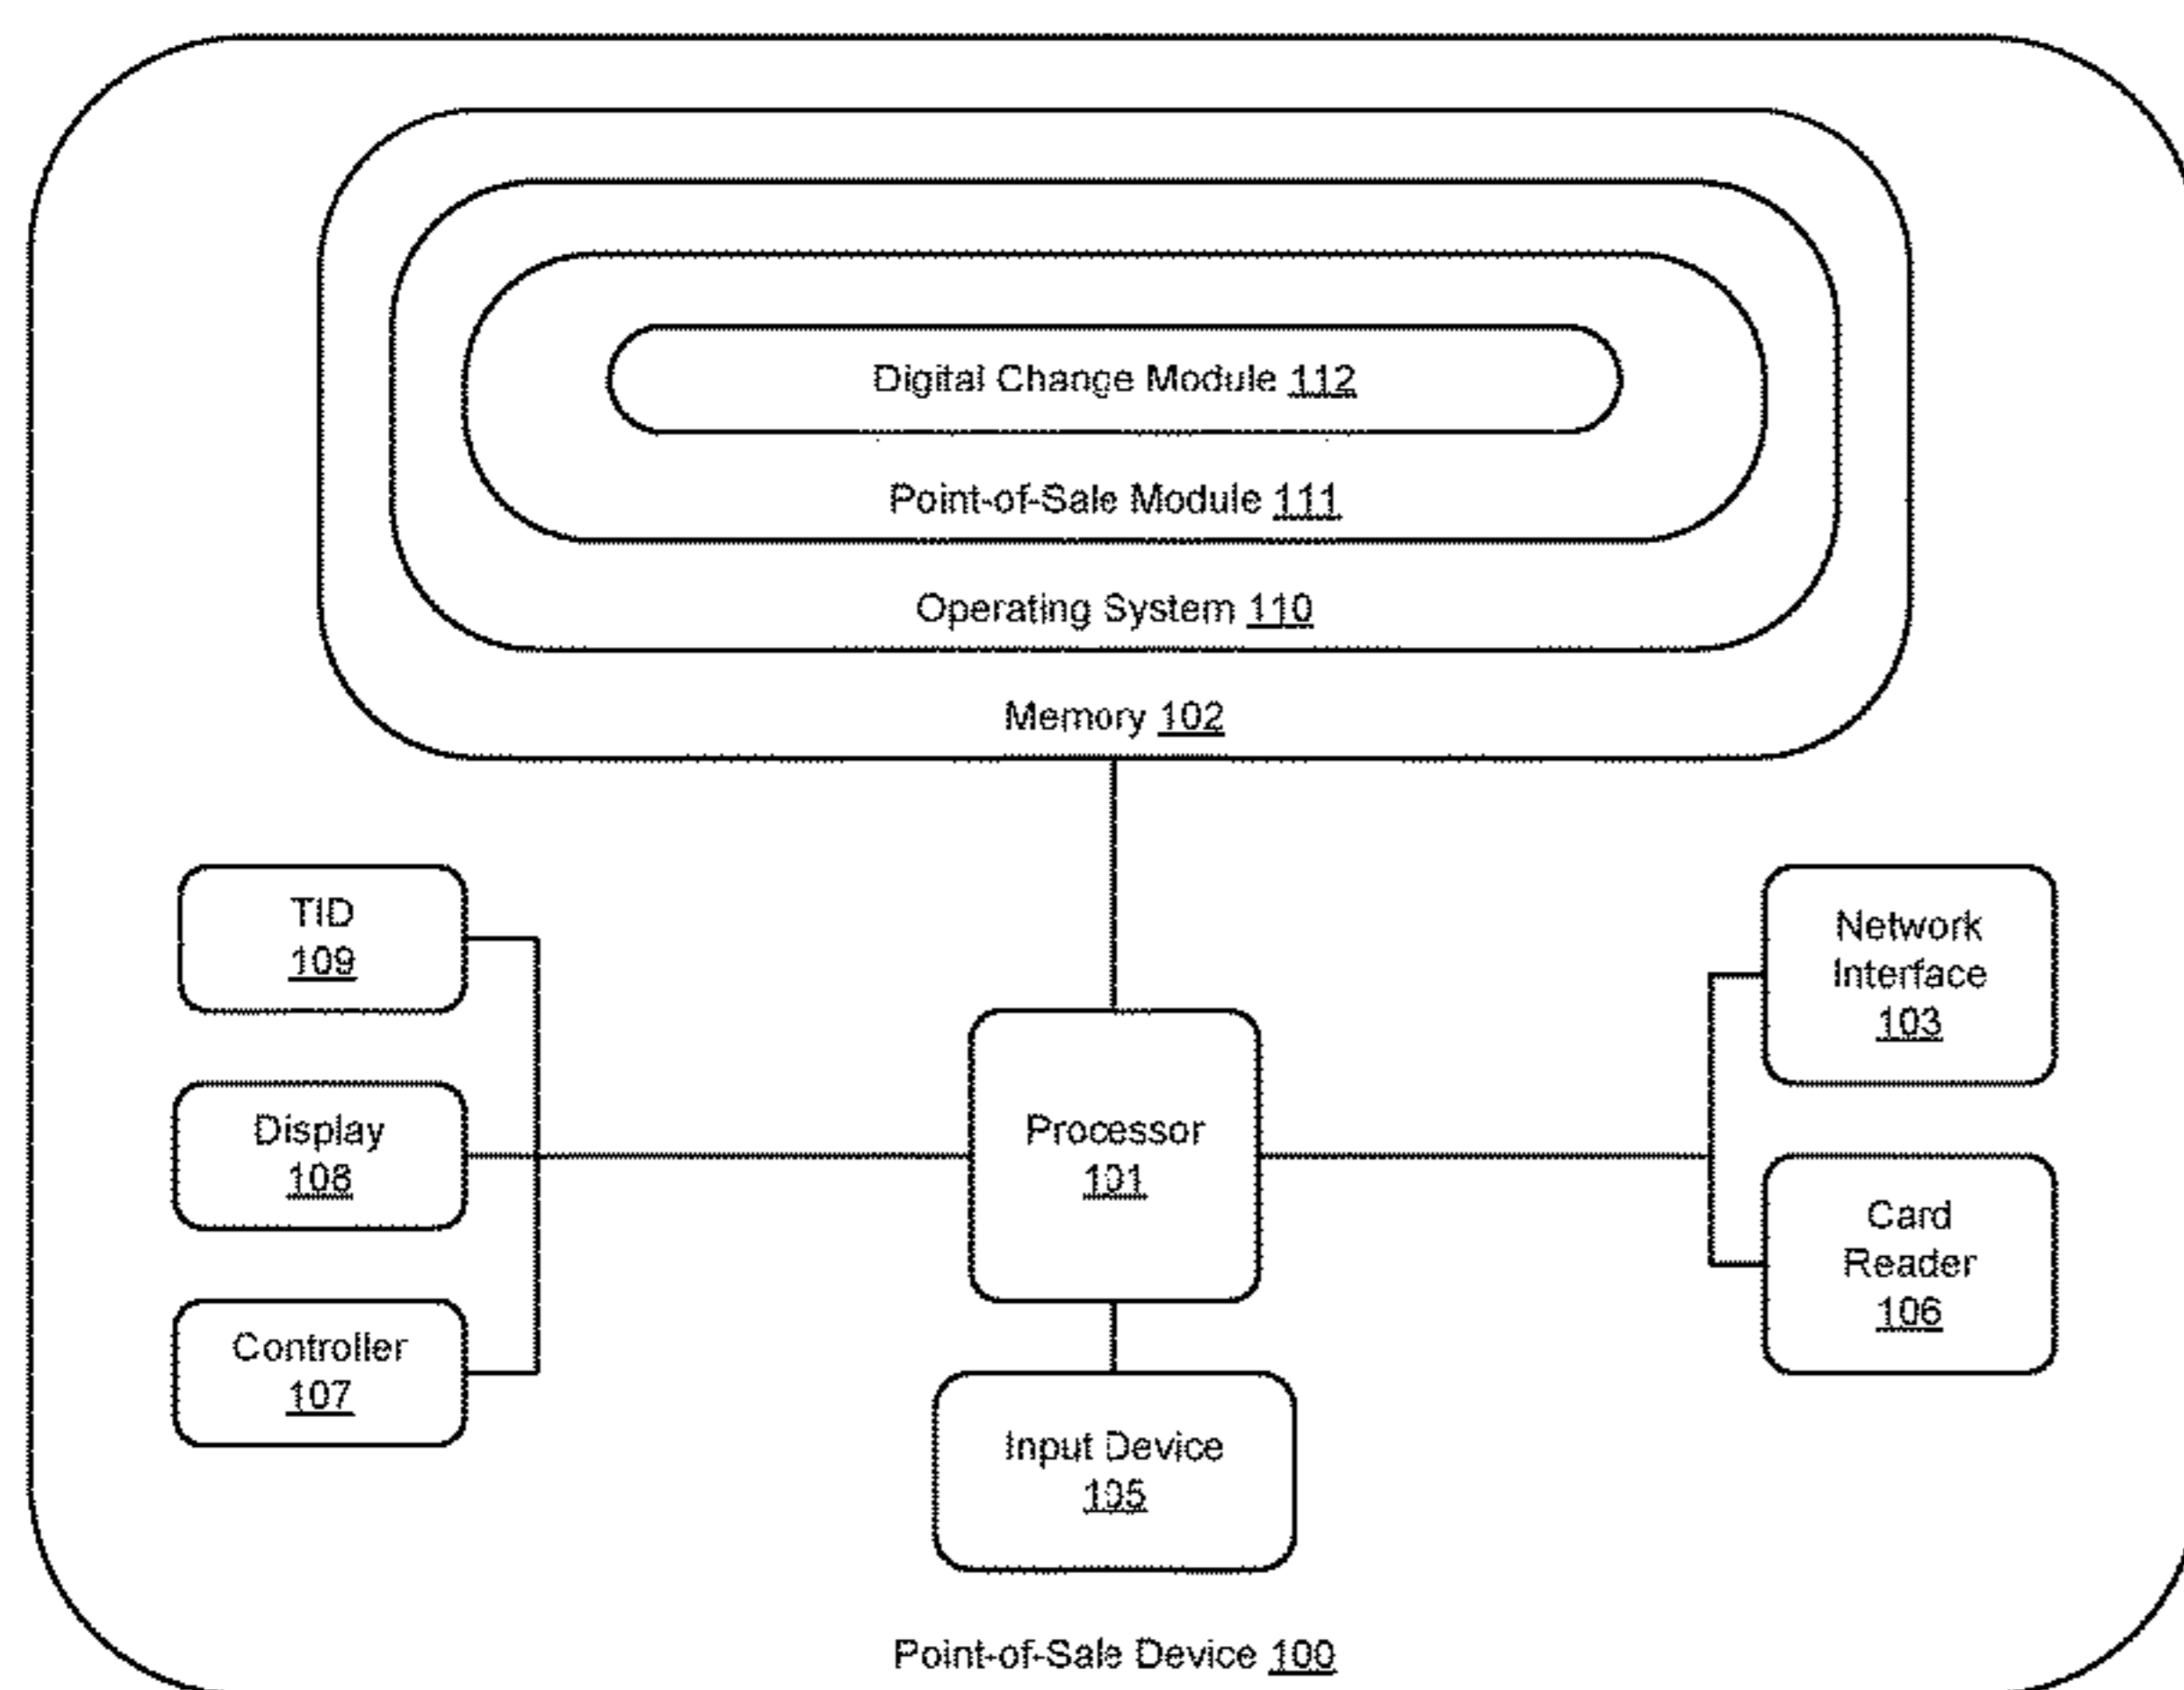 Digital Change Module 112
Point-of-Sale Module 111
Operating System 110
Memory 102
TID
109
Display
108
Controller
107
Processor
101
Input Device
105
Network
Interface
103
Card
Reader
106
Point-of-Sale Device 100